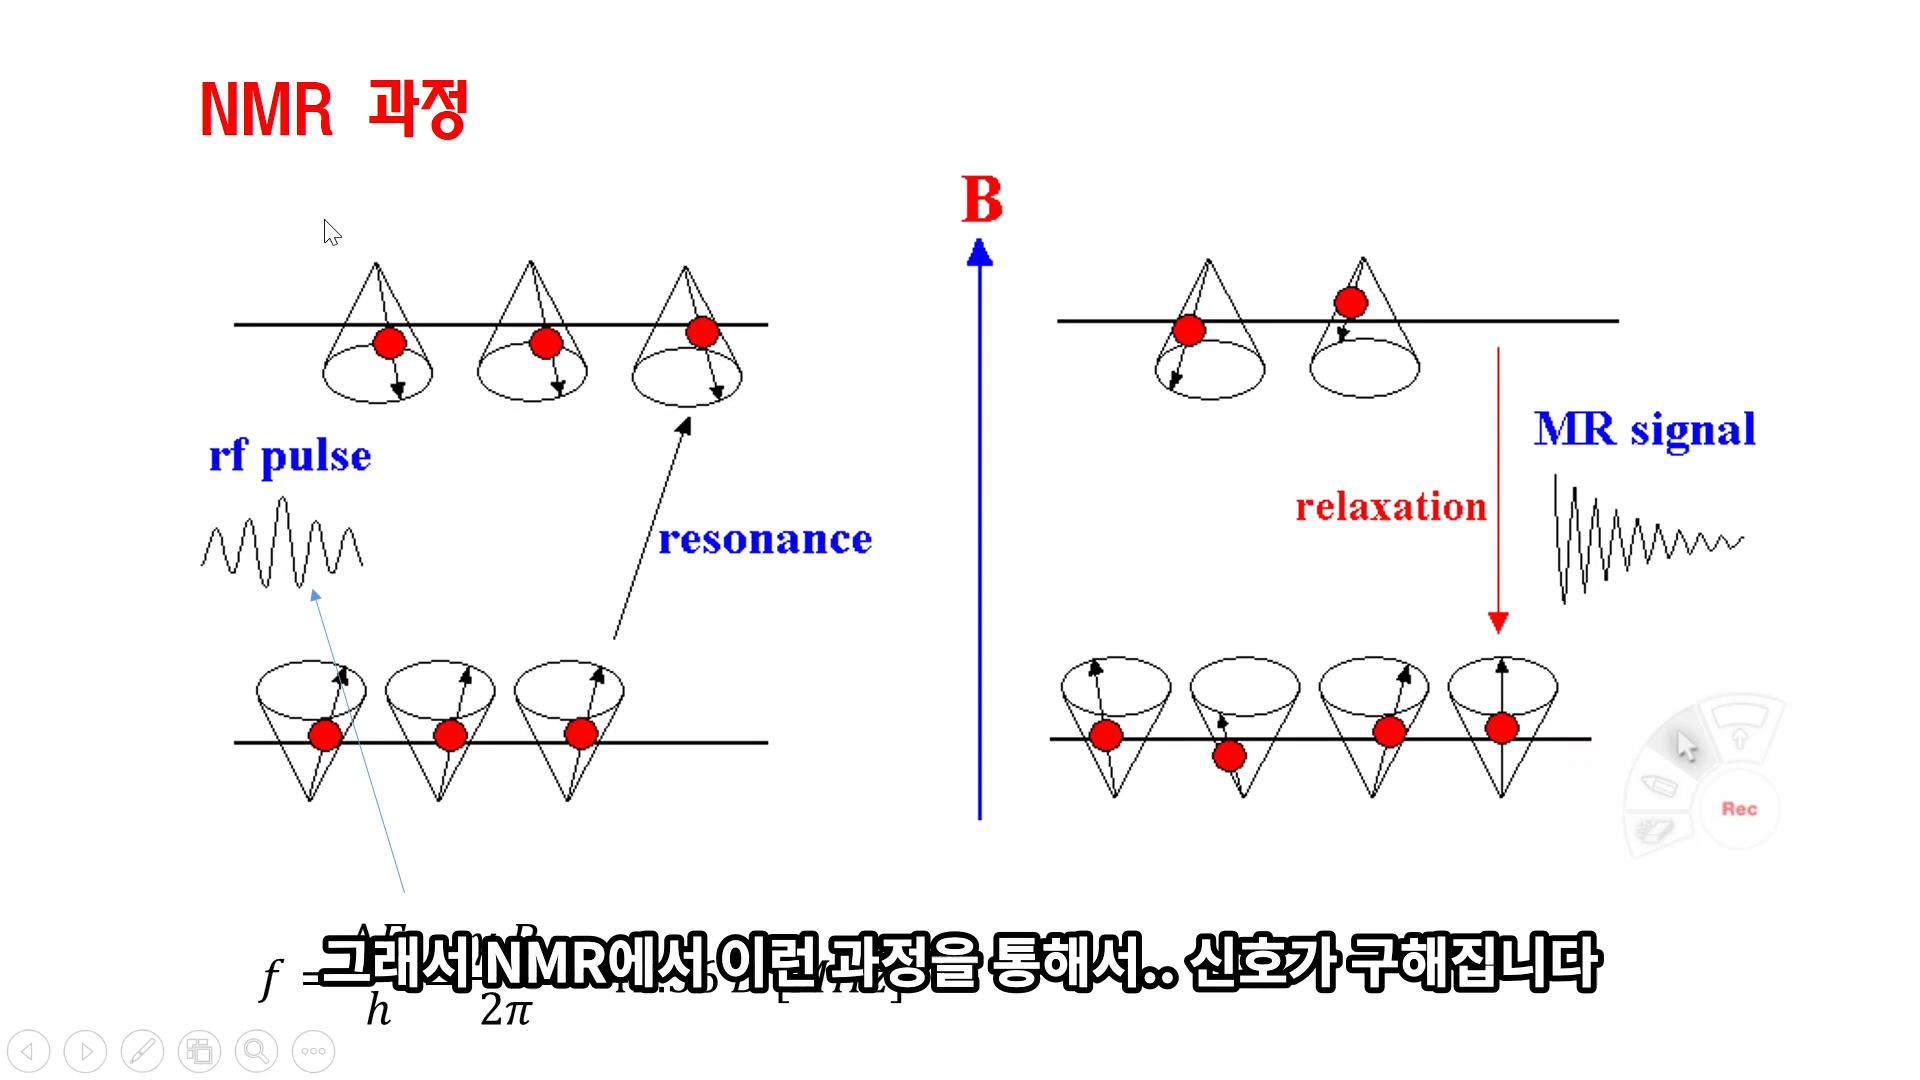 NMR 과정
B
rf pulse
resonance
MR signal
relaxation
Rec
그래서 NMR에서 이런 과정을 통해서.. 신호가 구해집니다
f =
h
2π